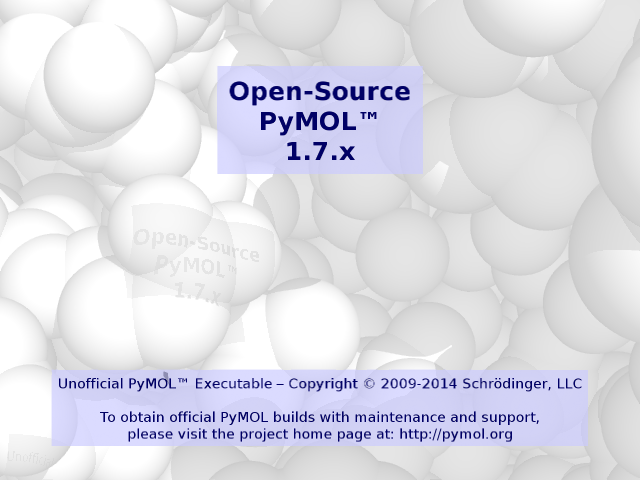 Open-Source
PyMOL™
1.7.x
Open-Source
PyMOL™
1.7.x
Unofficial PyMOL™ Executable – Copyright © 2009-2014 Schrödinger, LLC
To obtain official PyMOL builds with maintenance and support,
please visit the project home page at: http://pymol.org